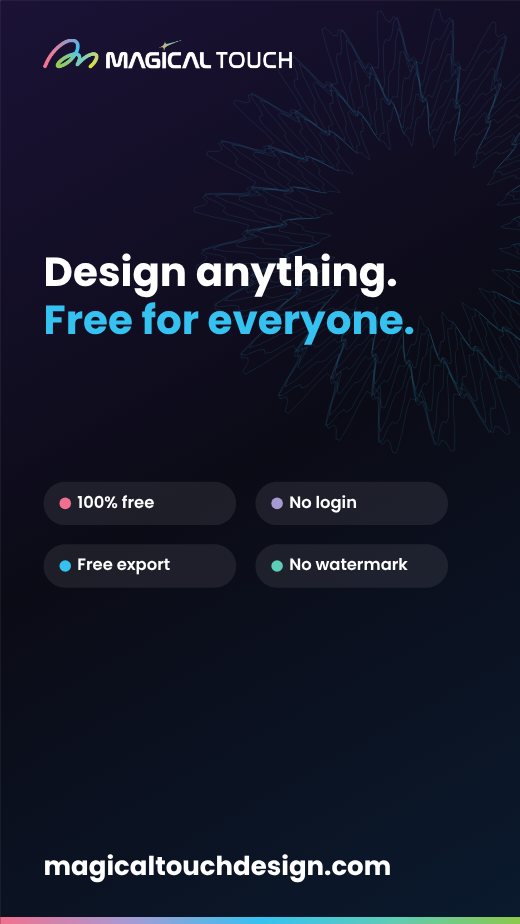 MAGICAL TOUCH
Design anything.
Free for everyone.
100% free
No login
Free export
No watermark
magicaltouchdesign.com